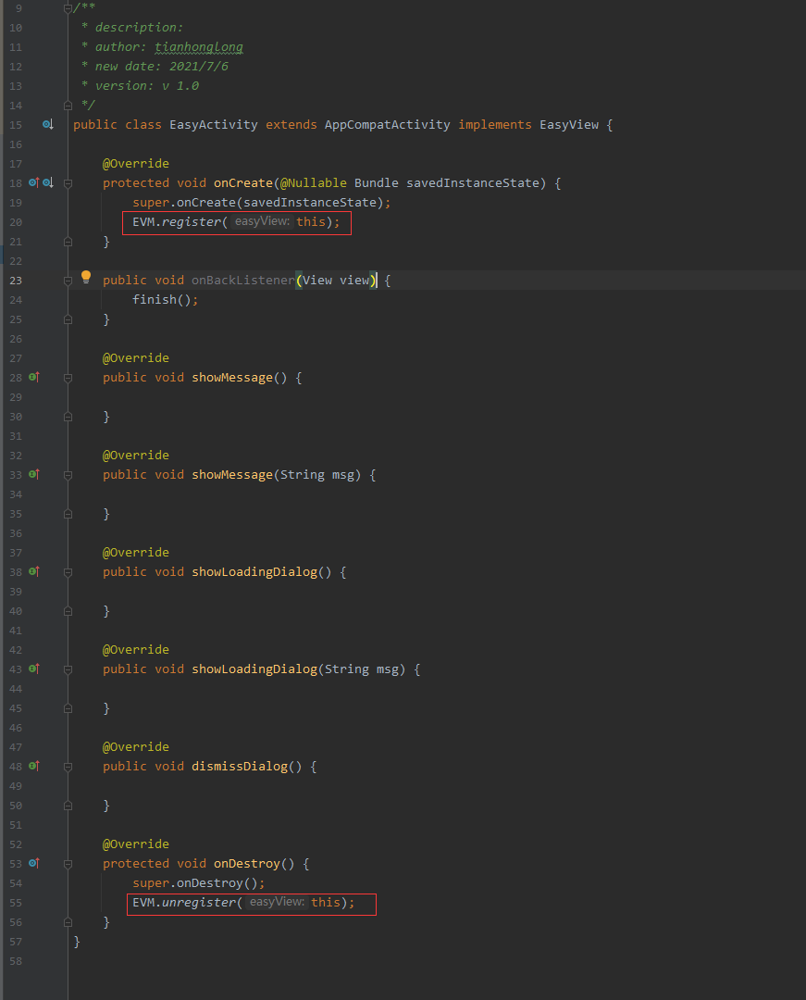 9 /**
10 * description:
11 * author: tianhonglong
12 * new date: 2021/7/6
13 * version: v 1.0
14 */
15 public class EasyActivity extends AppCompatActivity implements EasyView {
16
17 @Override
18 protected void onCreate(@Nullable Bundle savedInstanceState) {
19 super.onCreate(savedInstanceState);
20 EVM.register( easyView: this);
21 }
22
23 public void onBackListener(View view) {
24 finish();
25 }
26
27 @Override
28 public void showMessage() {
29
30 }
31
32 @Override
33 public void showMessage(String msg) {
34
35 }
36
37 @Override
38 public void showLoadingDialog() {
39
40 }
41
42 @Override
43 public void showLoadingDialog(String msg) {
44
45 }
46
47 @Override
48 public void dismissDialog() {
49
50 }
51
52 @Override
53 protected void onDestroy() {
54 super.onDestroy();
55 EVM.unregister( easyView: this);
56 }
57 }
58